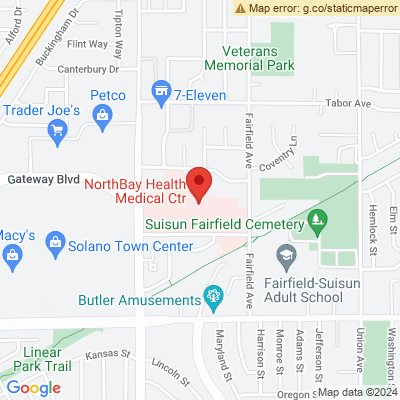 Map error: g.co/staticmaperror
Alford Dr
Buckingham Dr
Tipton Way
Flint Way
Canterbury Dr
Veterans
Memorial Park
Petco
7-Eleven
Tabor Ave
Trader Joe's
Fairfield Ave
Coventry Ln
Gateway Blvd
NorthBay Health
Medical Ctr
Elm St
Hemlock St
Suisun Fairfield Cemetery
Macy's
Solano Town Center
Fairfield-Suisun
Adult School
Fairfield Ave
Butler Amusements
Linear
Park Trail
Kansas St
Lincoln St
Maryland St
Harrison St
Monroe St
Adams St
Jefferson St
Union Ave
Washington St
Oregon St
Google
Map data ©2024